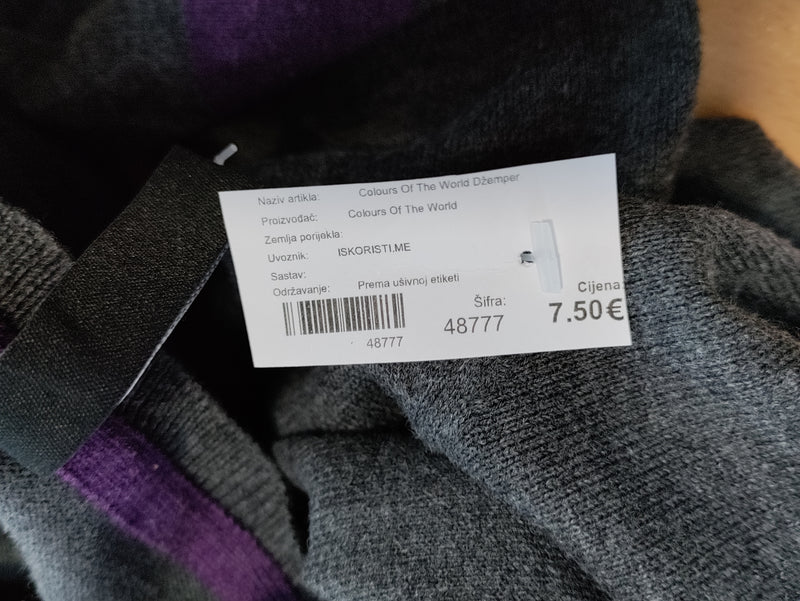 Naziv artikla: Colours Of The World Džemper
Proizvođač: Colours Of The World
Zemlja porijekla:
Uvoznik: ISKORISTI.ME
Sastav:
Održavanje: Prema ušivnoj etiketi
Šifra: Cijena:
48777 7.50€
48777